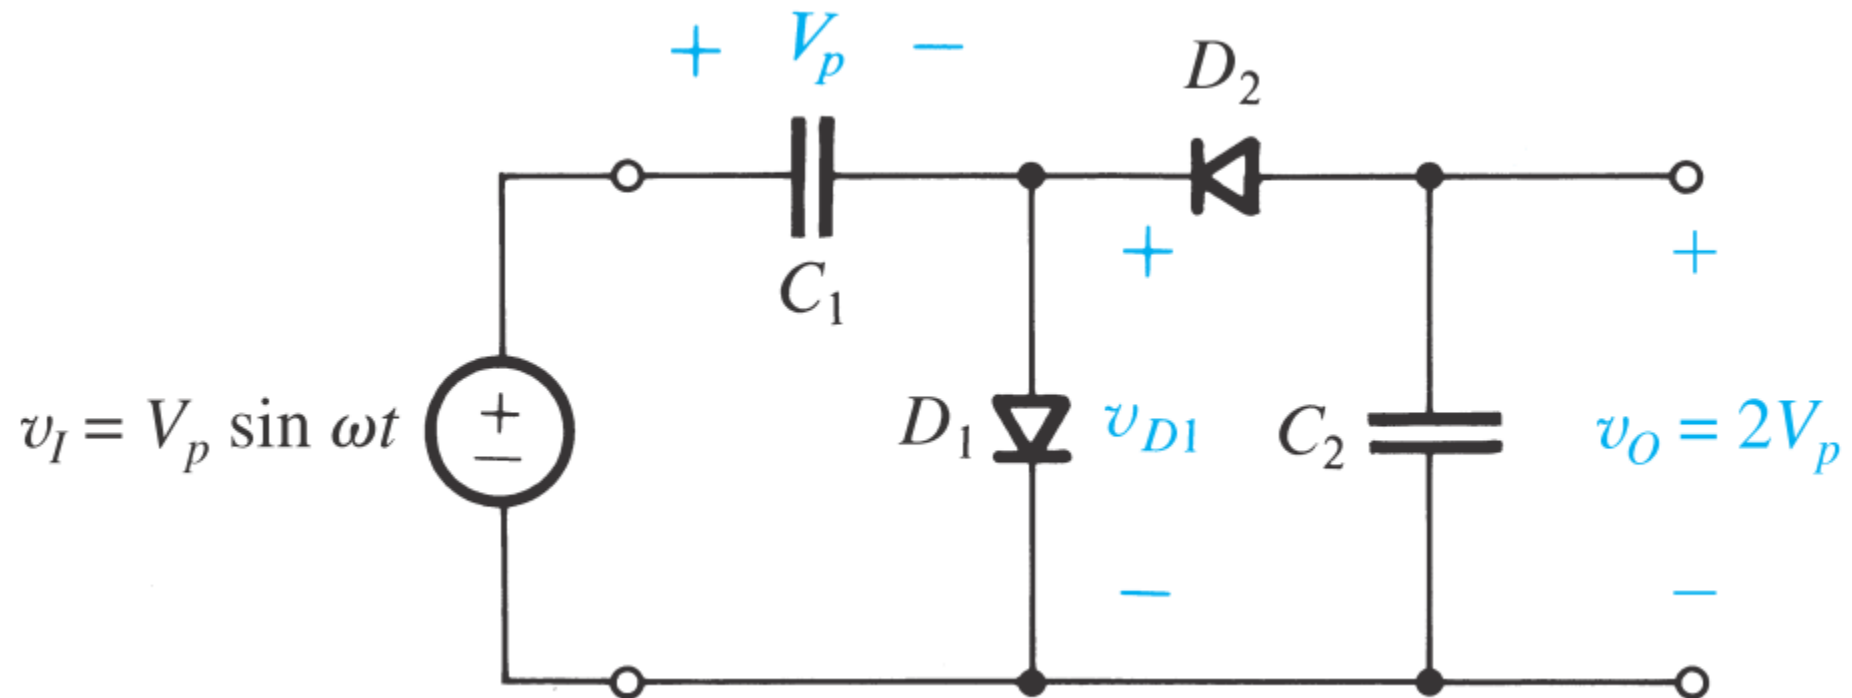 + Vp −
D2
C1
+
+
vI = Vp sin ωt
+
−
D1
vD1
C2
vO = 2Vp
−
−